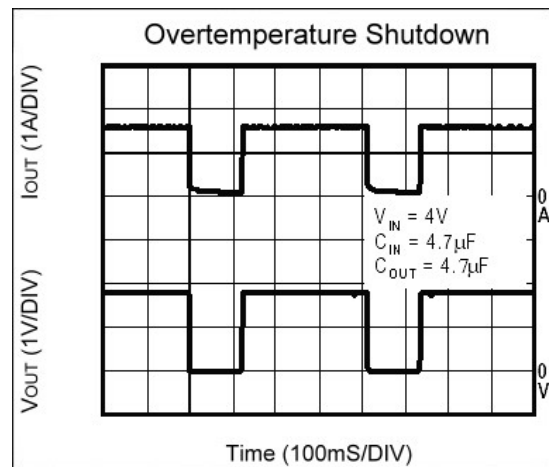 Overtemperature Shutdown
IOUT (1A/DIV)
0
A
VIN = 4V
CIN = 4.7µF
COUT = 4.7µF
VOUT (1V/DIV)
0
V
Time (100mS/DIV)